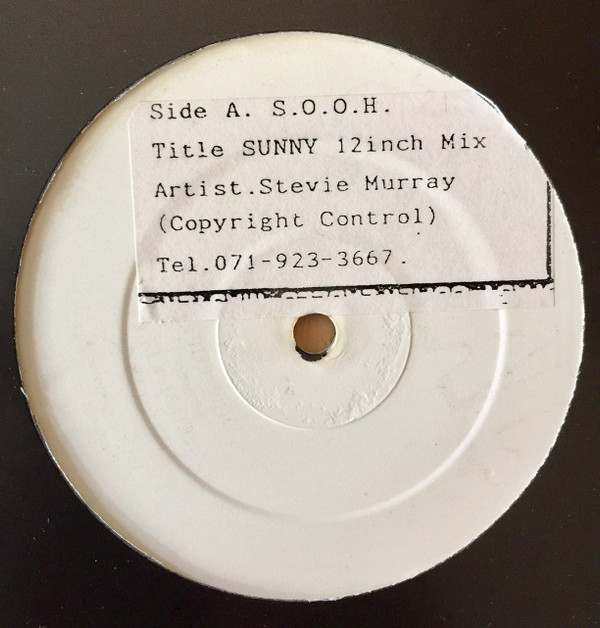 Side A. S.O.O.H.
Title SUNNY 12inch Mix
Artist.Stevie Murray
(Copyright Control)
Tel.071-923-3667.